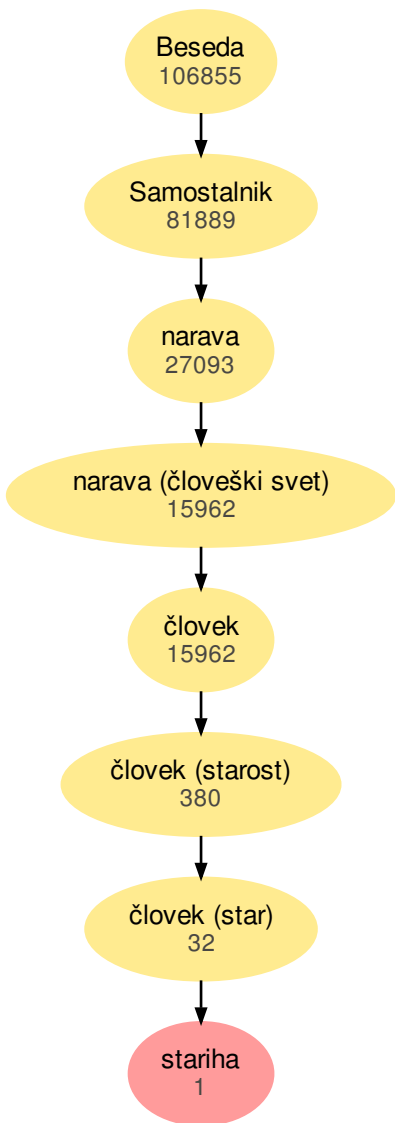 Beseda
106855
Samostalnik
81889
narava
27093
narava (človeški svet)
15962
človek
15962
človek (starost)
380
človek (star)
32
stariha
1